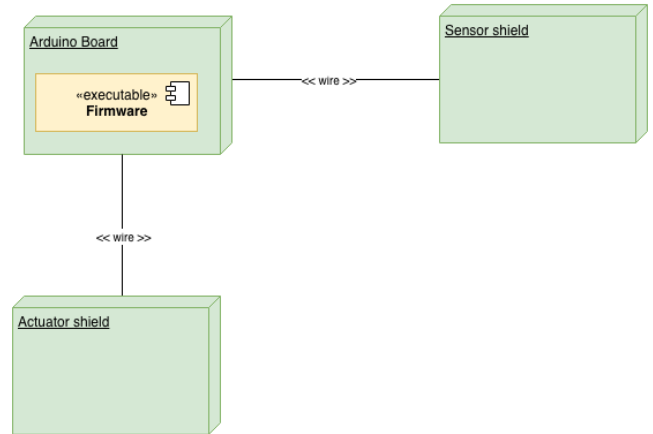 Arduino Board
«executable»
Firmware
<< wire >>
Sensor shield
<< wire >>
Actuator shield